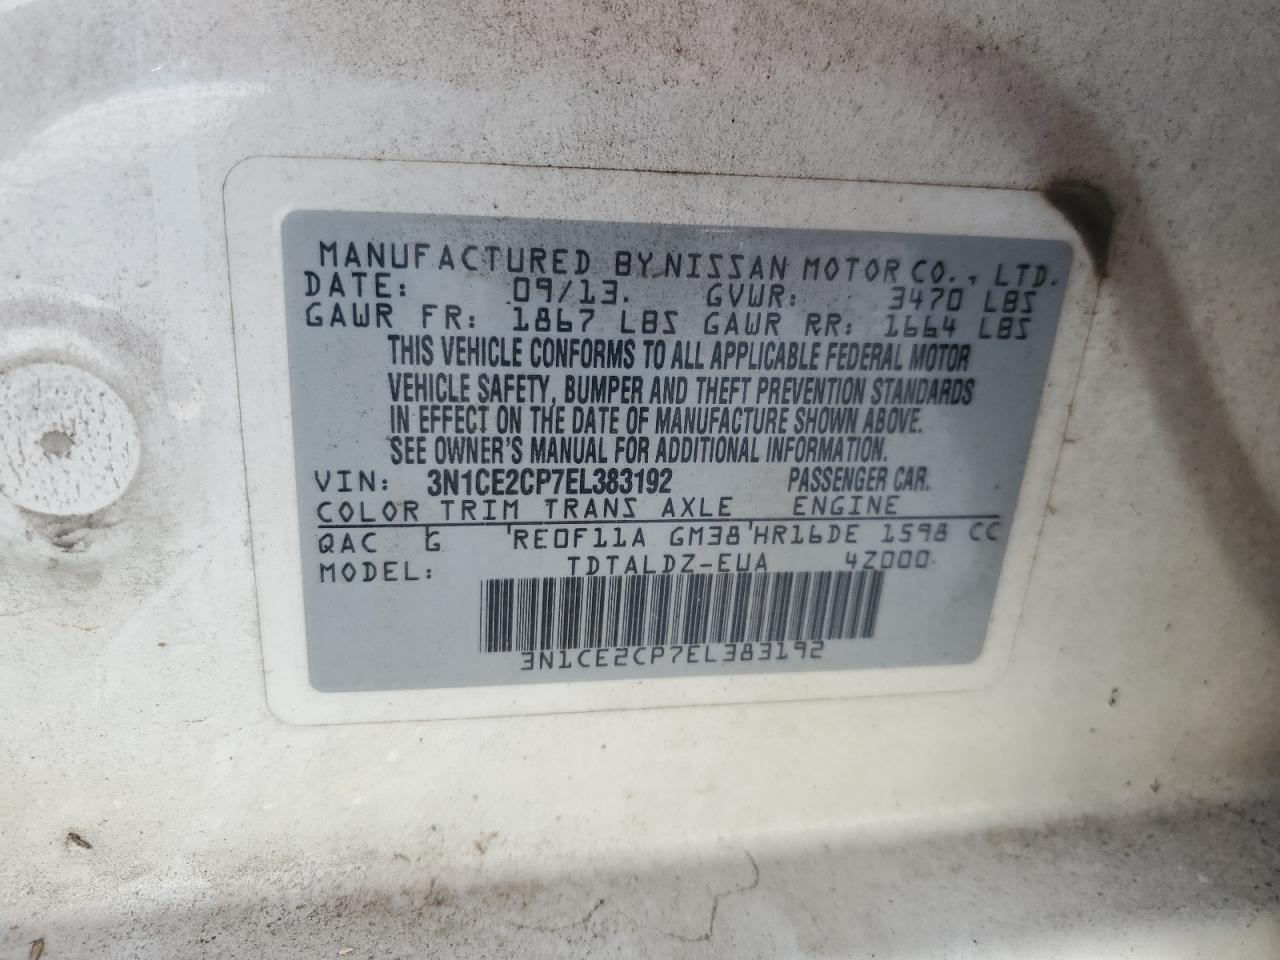 MANUFACTURED BY NISSAN MOTOR CO., LTD.
DATE: 09/13. GVWR: 3470 LBS
GAWR FR: 1867 LBS GAWR RR: 1664 LBS
THIS VEHICLE CONFORMS TO ALL APPLICABLE FEDERAL MOTOR
VEHICLE SAFETY, BUMPER AND THEFT PREVENTION STANDARDS
IN EFFECT ON THE DATE OF MANUFACTURE SHOWN ABOVE.
SEE OWNER'S MANUAL FOR ADDITIONAL INFORMATION.
VIN: 3N1CE2CP7EL383192 PASSENGER CAR.
COLOR TRIM TRANS AXLE ENGINE
QAC G RE0F11A GM38 HR16DE 1598 CC
MODEL: TDTALDZ-EUA 4Z000
3N1CE2CP7EL383192